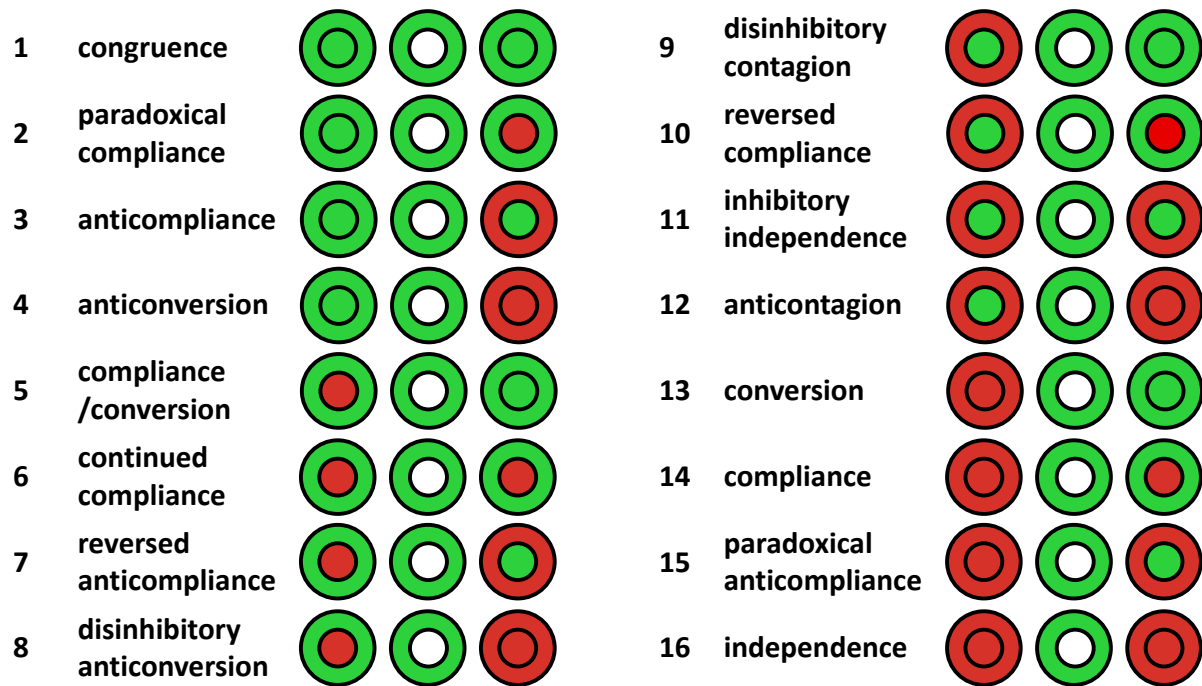 1 congruence
2 paradoxical
compliance
3 anticompliance
4 anticonversion
5 compliance
/conversion
6 continued
compliance
7 reversed
anticompliance
8 disinhibitory
anticonversion
9 disinhibitory
contagion
10 reversed
compliance
11 inhibitory
independence
12 anticontagion
13 conversion
14 compliance
15 paradoxical
anticompliance
16 independence